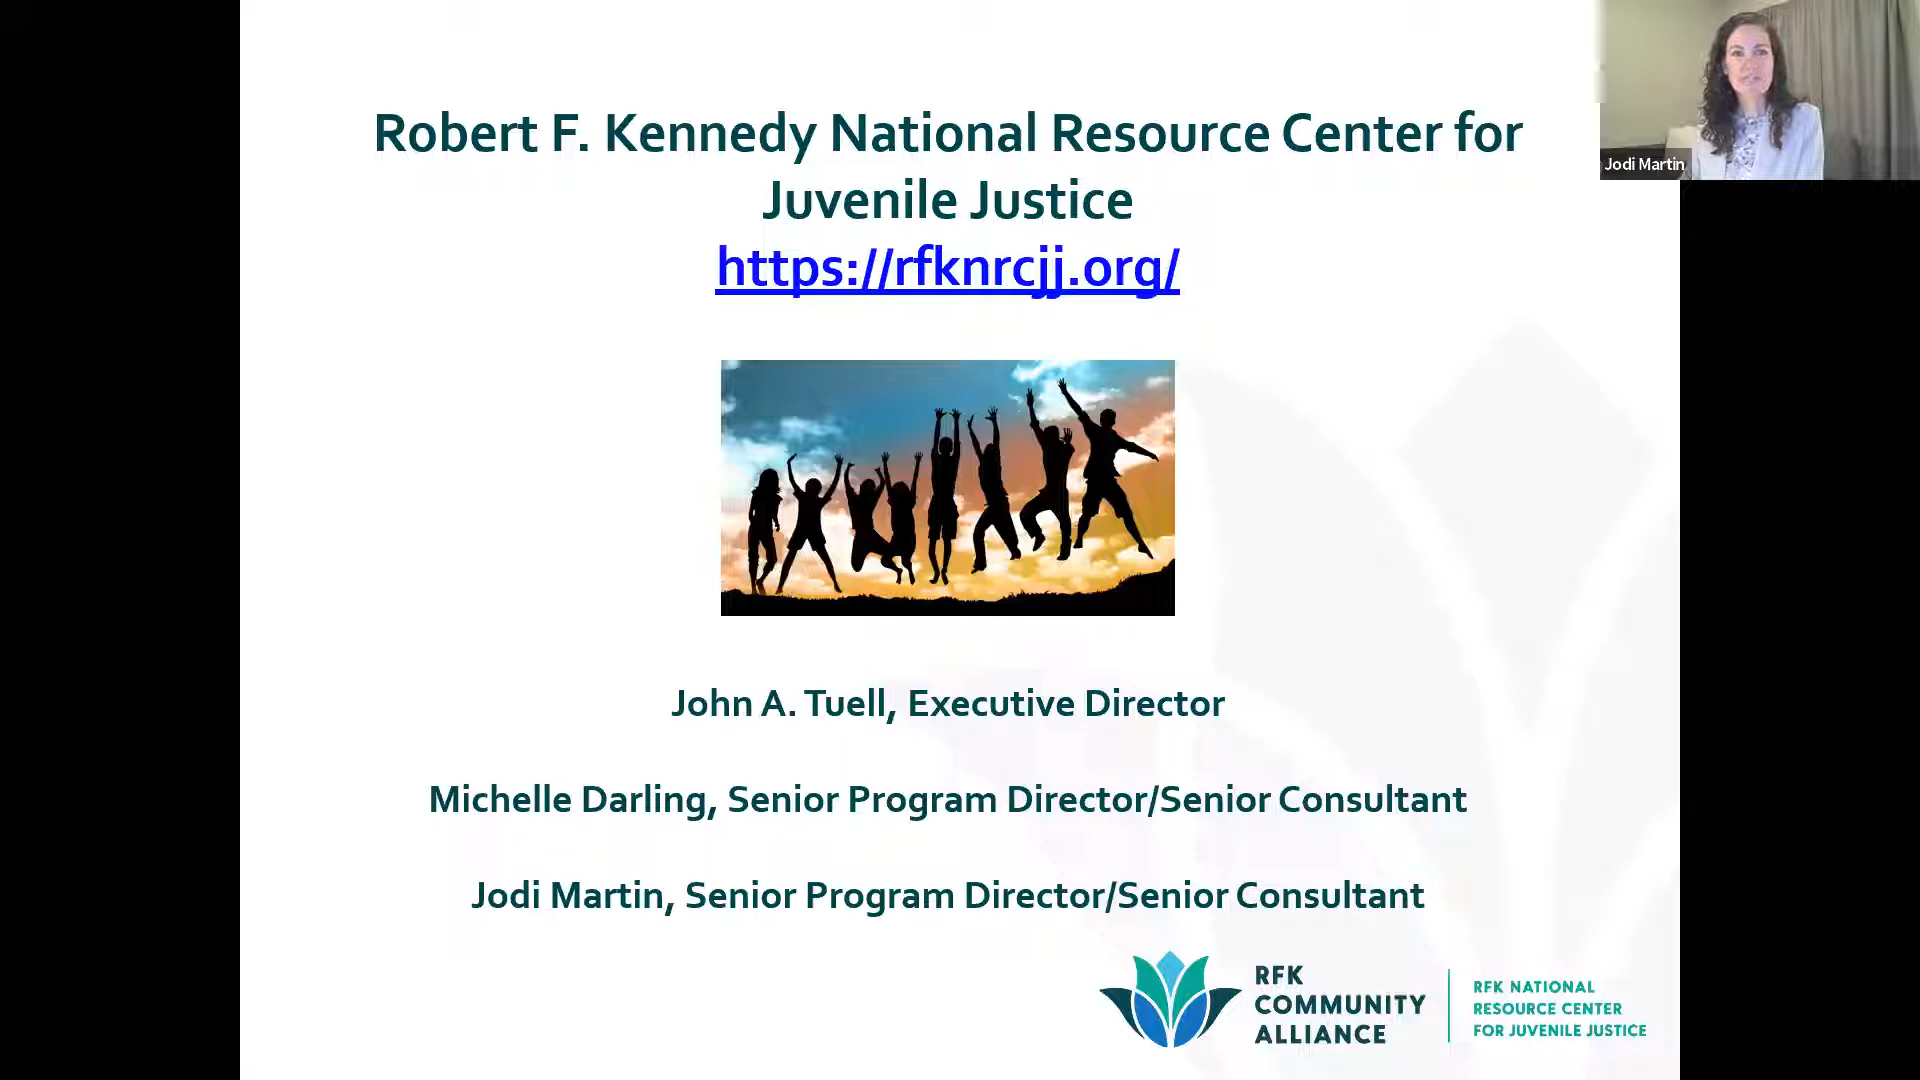 Robert F. Kennedy National Resource Center for
Juvenile Justice
https://rfknrcjj.org/
John A. Tuell, Executive Director
Michelle Darling, Senior Program Director/Senior Consultant
Jodi Martin, Senior Program Director/Senior Consultant
RFK
COMMUNITY
ALLIANCE
RFK NATIONAL
RESOURCE CENTER
FOR JUVENILE JUSTICE
Jodi Martin